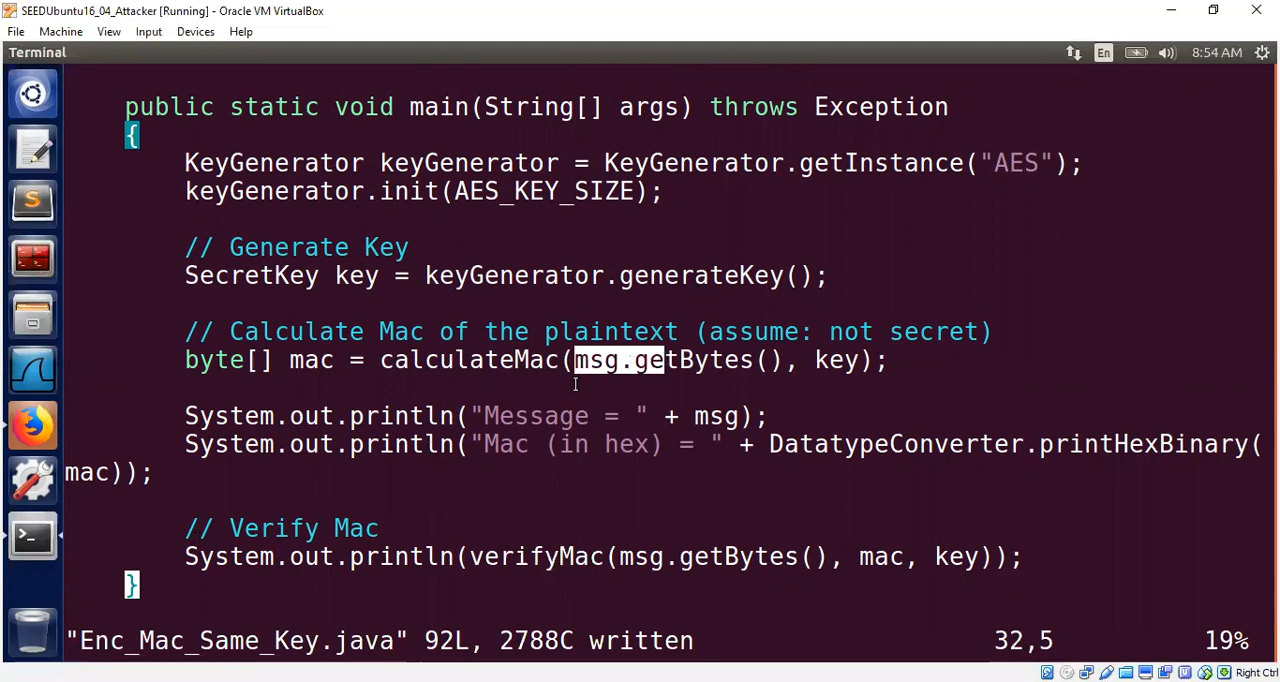 SEEDUbuntu16_04_Attacker [Running] - Oracle VM VirtualBox
File Machine View Input Devices Help
Terminal En 8:54 AM
public static void main(String[] args) throws Exception
{
KeyGenerator keyGenerator = KeyGenerator.getInstance("AES");
keyGenerator.init(AES_KEY_SIZE);
// Generate Key
SecretKey key = keyGenerator.generateKey();
// Calculate Mac of the plaintext (assume: not secret)
byte[] mac = calculateMac(msg.getBytes(), key);
System.out.println("Message = " + msg);
System.out.println("Mac (in hex) = " + DatatypeConverter.printHexBinary(
mac));
// Verify Mac
System.out.println(verifyMac(msg.getBytes(), mac, key));
}
"Enc_Mac_Same_Key.java" 92L, 2788C written 32,5 19%
Right Ctrl